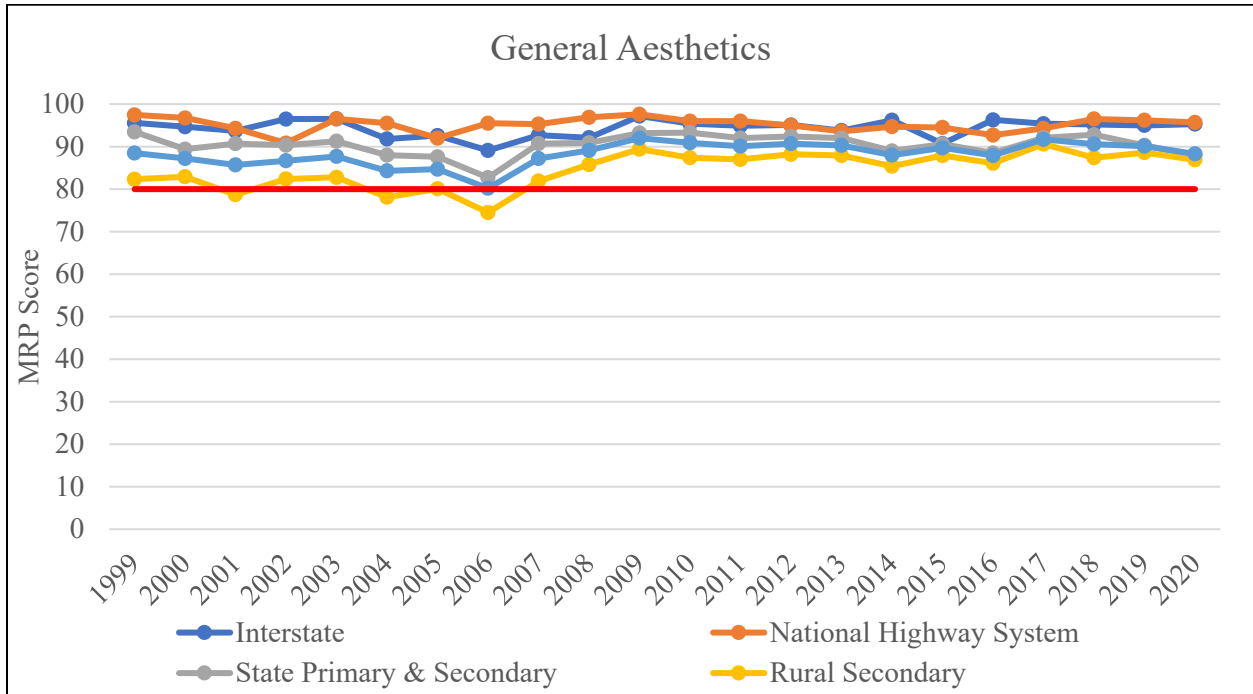 General Aesthetics
MRP Score
100
90
80
70
60
50
40
30
20
10
0
1999 2000 2001 2002 2003 2004 2005 2006 2007 2008 2009 2010 2011 2012 2013 2014 2015 2016 2017 2018 2019 2020
Interstate National Highway System
State Primary & Secondary Rural Secondary